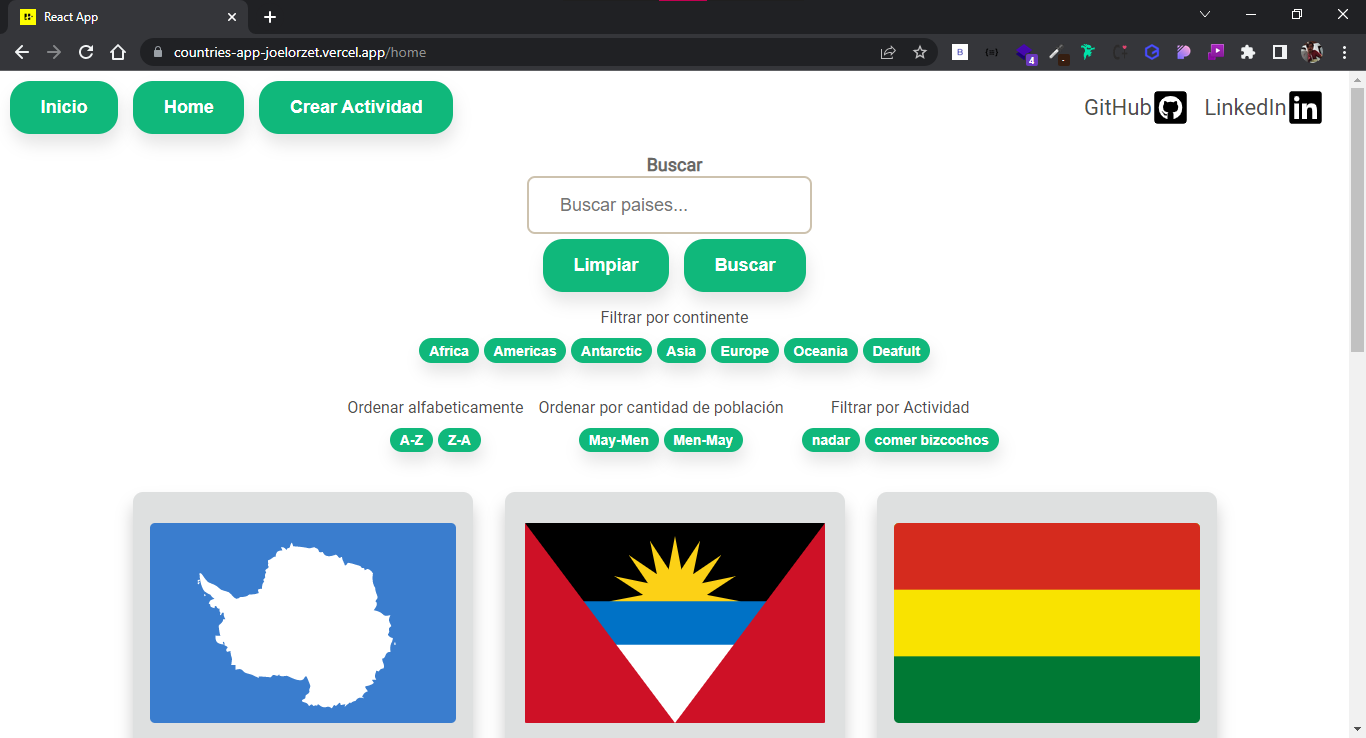 React App
countries-app-joelorzet.vercel.app/home
B
4
Inicio Home Crear Actividad GitHub LinkedIn
Buscar
Buscar paises...
Limpiar Buscar
Filtrar por continente
Africa Americas Antarctic Asia Europe Oceania Deafult
Ordenar alfabeticamente Ordenar por cantidad de población Filtrar por Actividad
A-Z Z-A May-Men Men-May nadar comer bizcochos